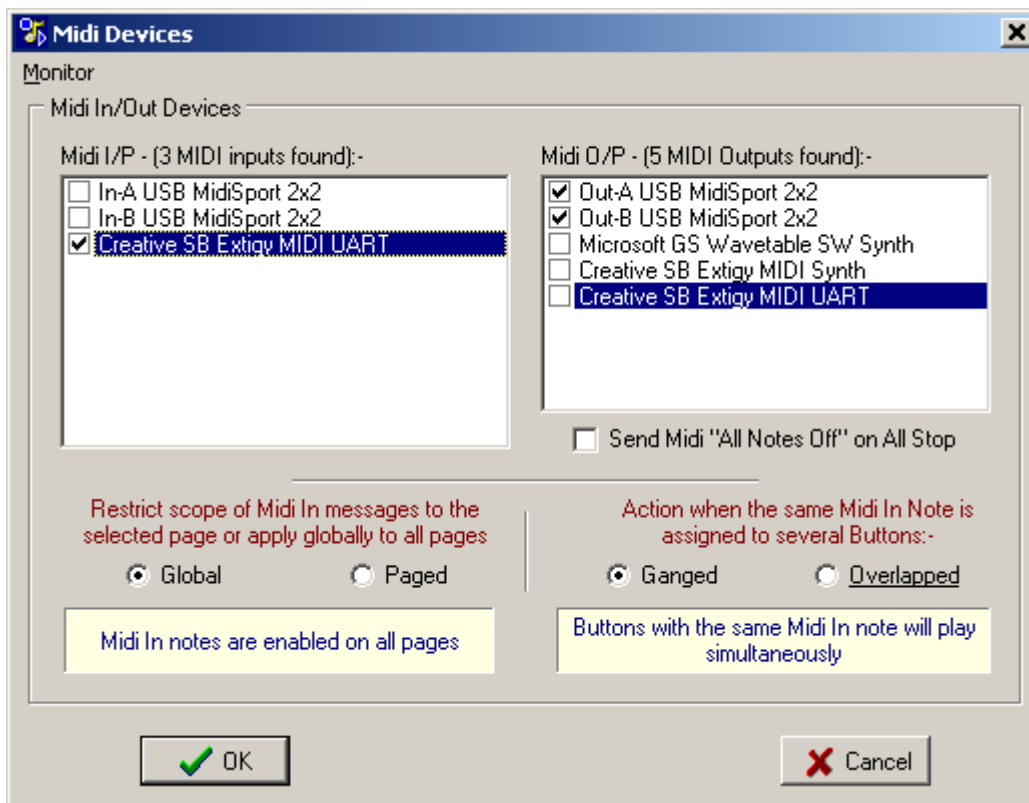 Midi Devices
Monitor
Midi In/Out Devices
Midi I/P - (3 MIDI inputs found):-
In-A USB MidiSport 2x2
In-B USB MidiSport 2x2
Creative SB Extigy MIDI UART
Midi O/P - (5 MIDI Outputs found):-
Out-A USB MidiSport 2x2
Out-B USB MidiSport 2x2
Microsoft GS Wavetable SW Synth
Creative SB Extigy MIDI Synth
Creative SB Extigy MIDI UART
Send Midi "All Notes Off" on All Stop
Restrict scope of Midi In messages to the
selected page or apply globally to all pages
Global
Paged
Midi In notes are enabled on all pages
Action when the same Midi In Note is
assigned to several Buttons:-
Ganged
Overlapped
Buttons with the same Midi In note will play
simultaneously
OK
Cancel